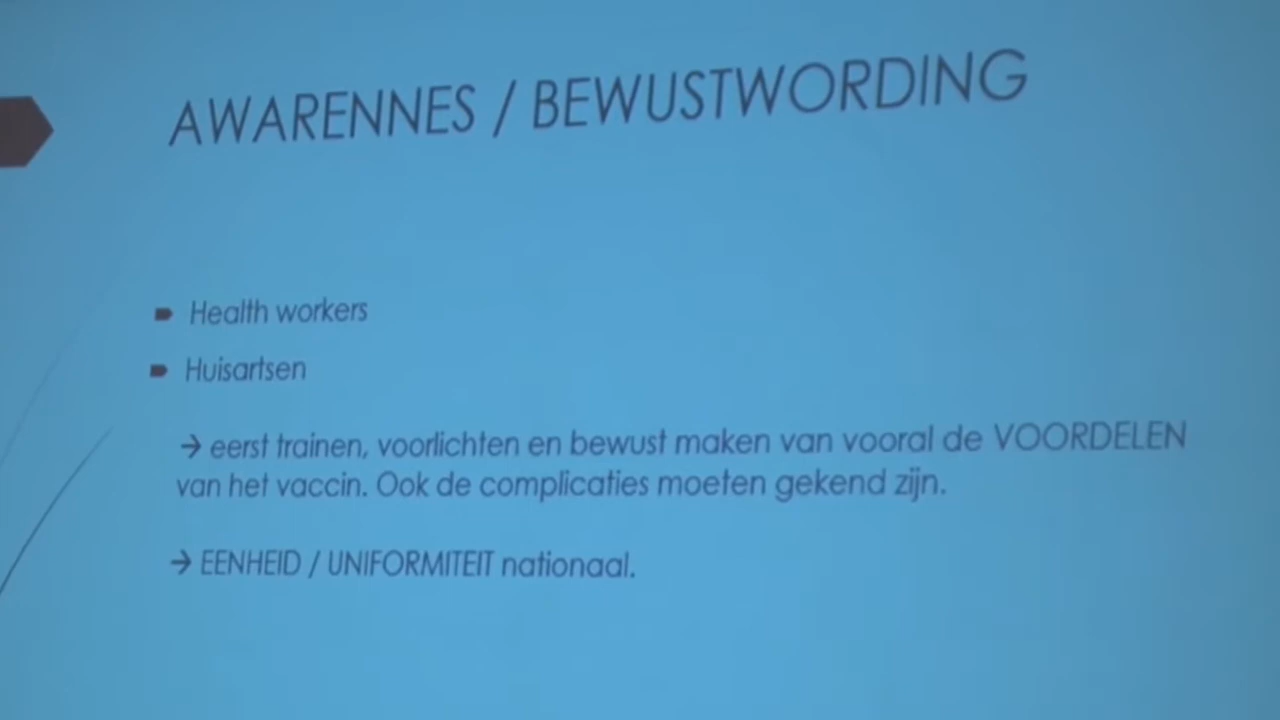 AWARENNES / BEWUSTWORDING
Health workers
Huisartsen
→ eerst trainen, voorlichten en bewust maken van vooral de VOORDELEN
van het vaccin. Ook de complicaties moeten gekend zijn.
→ EENHEID / UNIFORMITEIT nationaal.